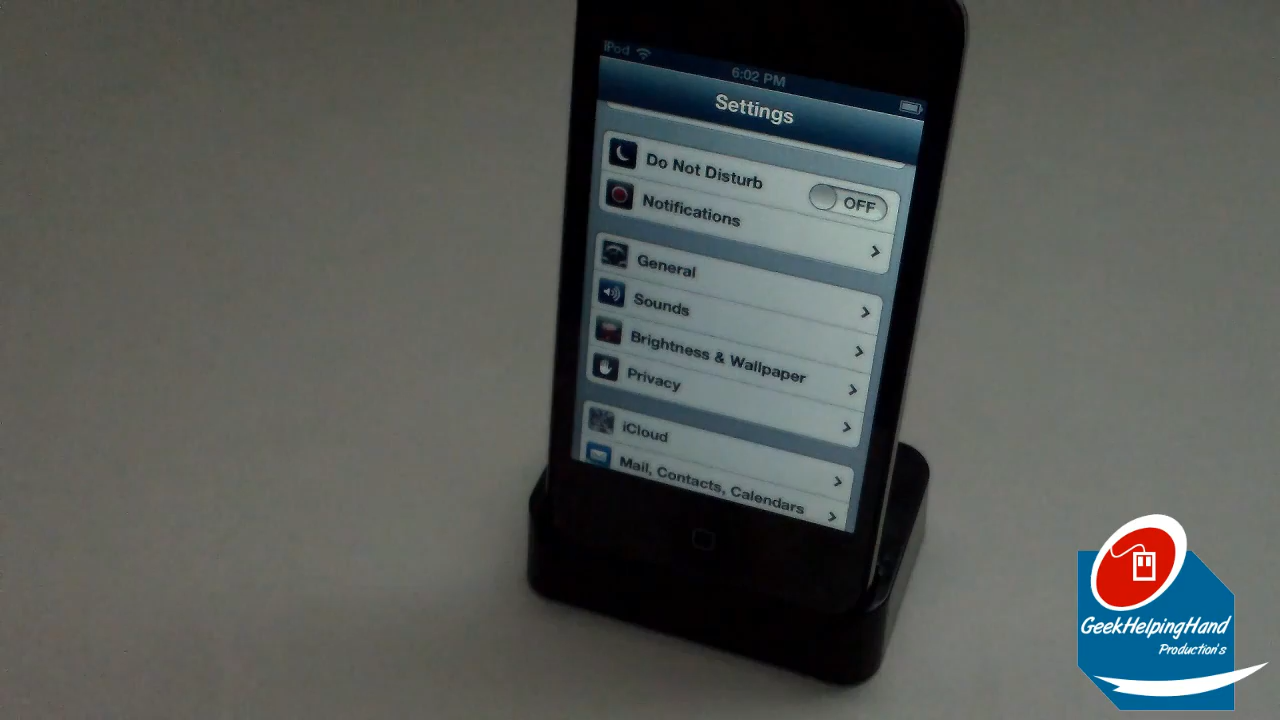 iPod
6:02 PM
Settings
Do Not Disturb
OFF
Notifications
General
Sounds
Brightness & Wallpaper
Privacy
iCloud
Mail, Contacts, Calendars
GeekHelpingHand
Production's